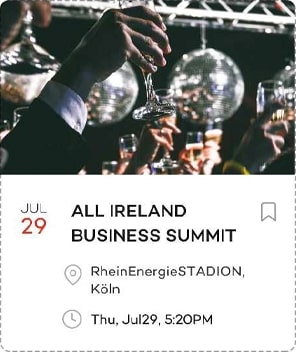 JUL
29
ALL IRELAND
BUSINESS SUMMIT
RheinEnergieSTADION,
Köln
Thu, Jul29, 5:20PM